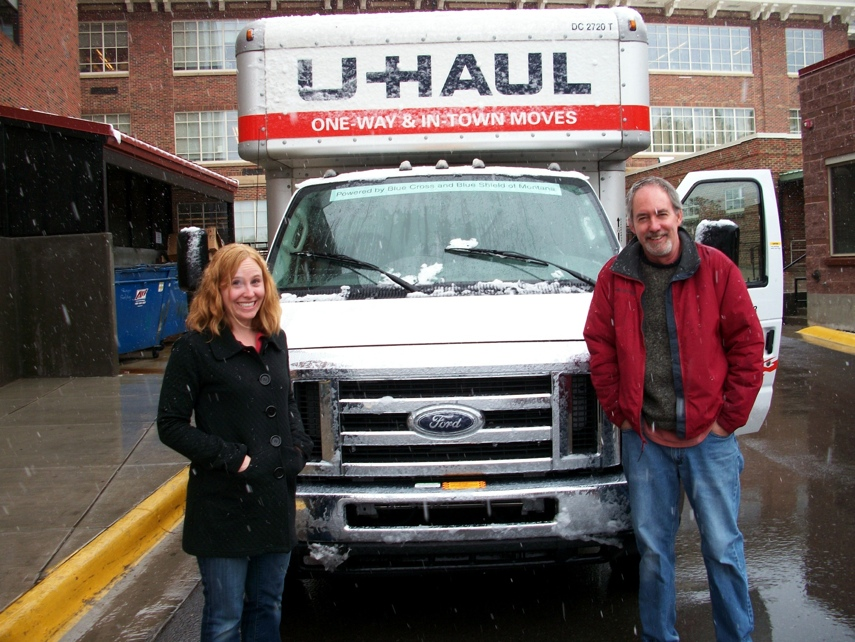 DC 2720 T
U-HAUL
ONE-WAY & IN-TOWN MOVES
Powered by Blue Cross and Blue Shield of Montana
Ford